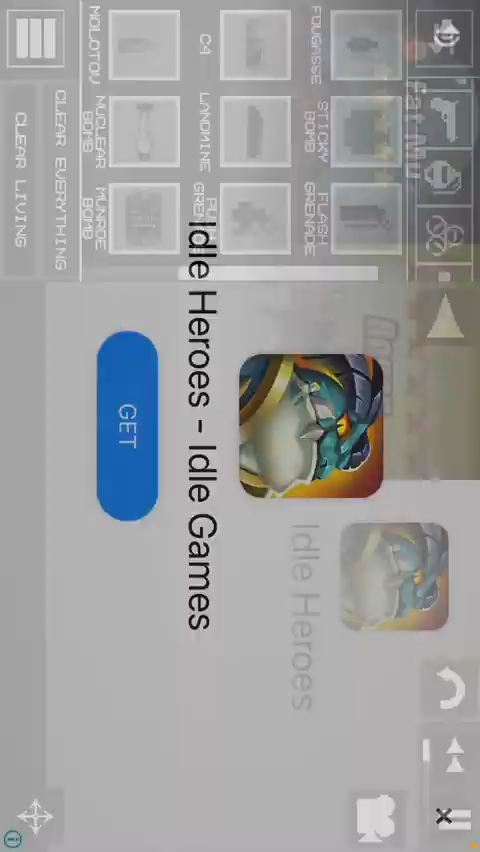 FOUGASSE
STICKY BOMB
FLASH GRENADE
C4
LANDMINE
GRENADE
MOLOTOV
NUCLEAR BOMB
MUNROE BOMB
CLEAR EVERYTHING
CLEAR LIVING
Idle Heroes
Idle Heroes - Idle Games
GET